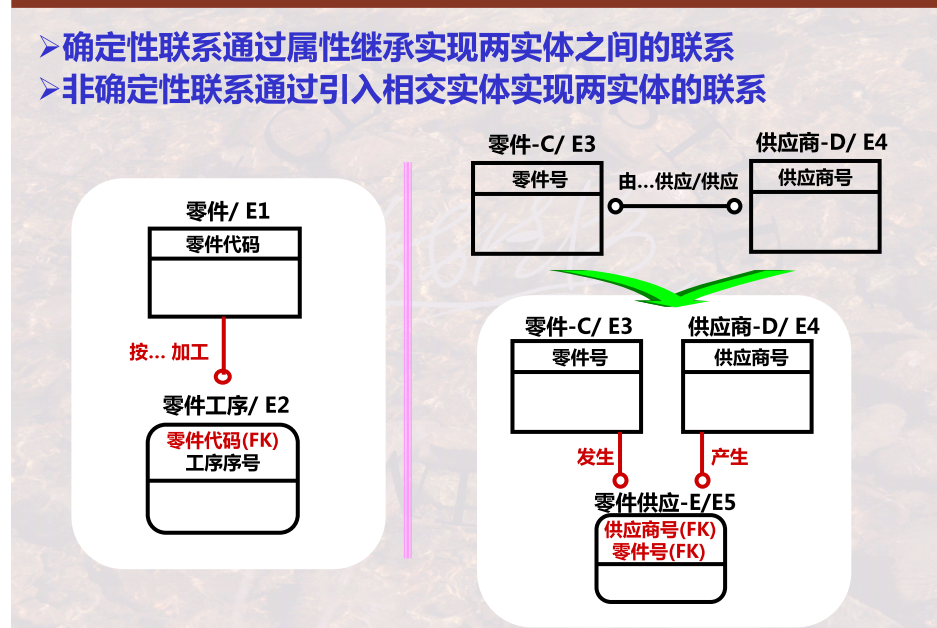 ➢确定性联系通过属性继承实现两实体之间的联系
➢非确定性联系通过引入相交实体实现两实体的联系
零件/ E1
零件代码
按... 加工
零件工序/ E2
零件代码(FK)
工序序号
零件-C/ E3
零件号
由...供应/供应
供应商-D/ E4
供应商号
零件-C/ E3
零件号
供应商-D/ E4
供应商号
发生
产生
零件供应-E/E5
供应商号(FK)
零件号(FK)